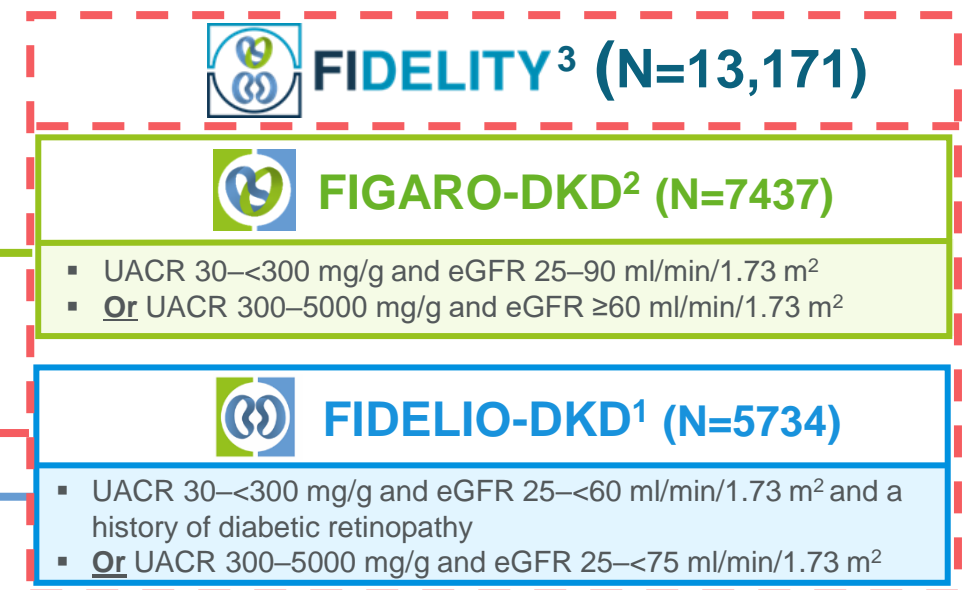 FIDELITY³ (N=13,171)
FIGARO-DKD² (N=7437)
▪ UACR 30–<300 mg/g and eGFR 25–90 ml/min/1.73 m²
▪ Or UACR 300–5000 mg/g and eGFR ≥60 ml/min/1.73 m²
FIDELIO-DKD¹ (N=5734)
▪ UACR 30–<300 mg/g and eGFR 25–<60 ml/min/1.73 m² and a
history of diabetic retinopathy
▪ Or UACR 300–5000 mg/g and eGFR 25–<75 ml/min/1.73 m²